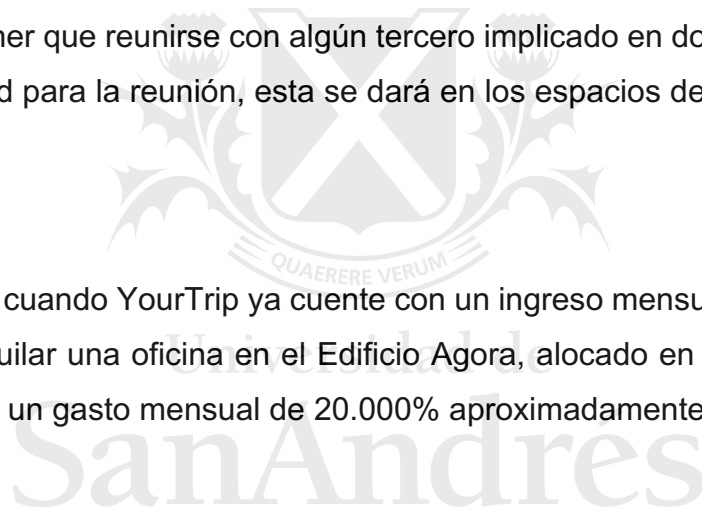 ner que reunirse con algún tercero implicado en do
d para la reunión, esta se dará en los espacios de
QUAERERE VERUM
cuando YourTrip ya cuente con un ingreso mensu
uilar una oficina en el Edificio Agora, alocado en
Universidad de
un gasto mensual de 20.000% aproximadamente
SanAndrés